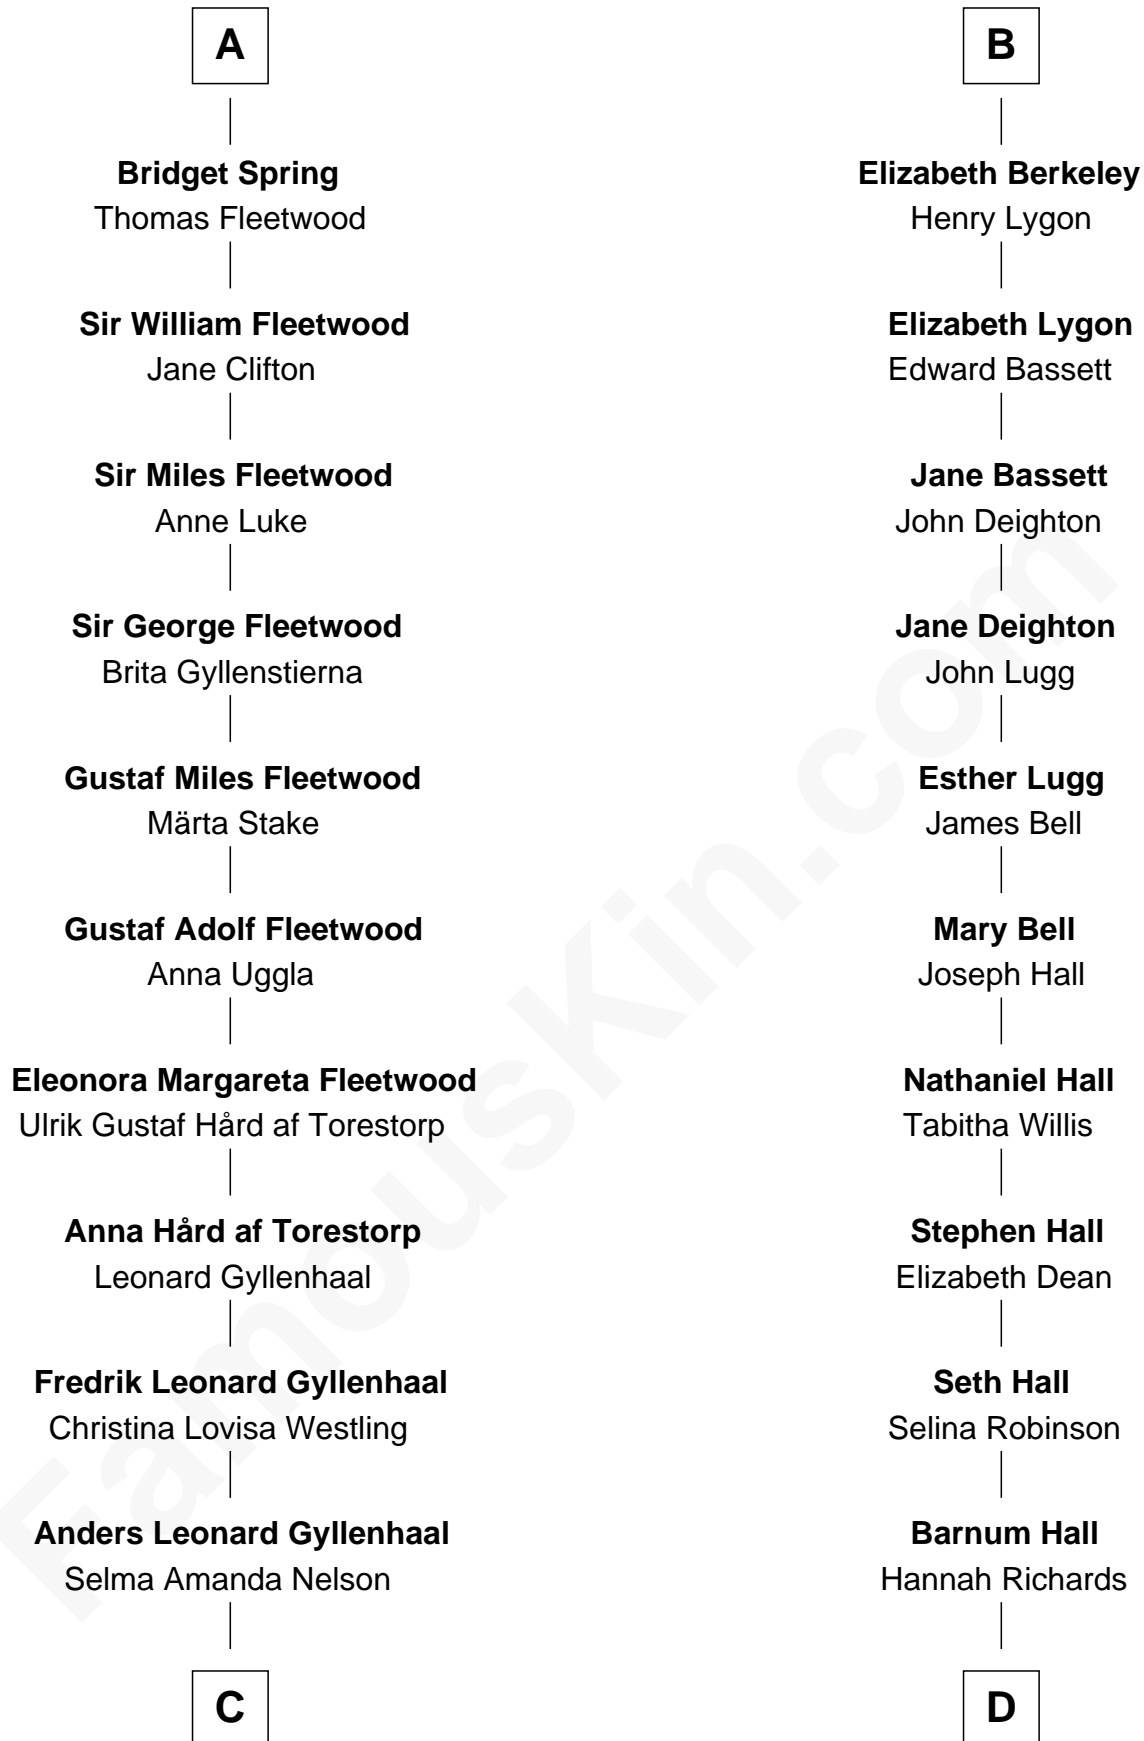 A
Bridget Spring
Thomas Fleetwood
Sir William Fleetwood
Jane Clifton
Sir Miles Fleetwood
Anne Luke
Sir George Fleetwood
Brita Gyllenstierna
Gustaf Miles Fleetwood
Märta Stake
Gustaf Adolf Fleetwood
Anna Uggla
Eleonora Margareta Fleetwood
Ulrik Gustaf Hård af Torestorp
Anna Hård af Torestorp
Leonard Gyllenhaal
Fredrik Leonard Gyllenhaal
Christina Lovisa Westling
Anders Leonard Gyllenhaal
Selma Amanda Nelson
C
B
Elizabeth Berkeley
Henry Lygon
Elizabeth Lygon
Edward Bassett
Jane Bassett
John Deighton
Jane Deighton
John Lugg
Esther Lugg
James Bell
Mary Bell
Joseph Hall
Nathaniel Hall
Tabitha Willis
Stephen Hall
Elizabeth Dean
Seth Hall
Selina Robinson
Barnum Hall
Hannah Richards
D
FamousKin.com